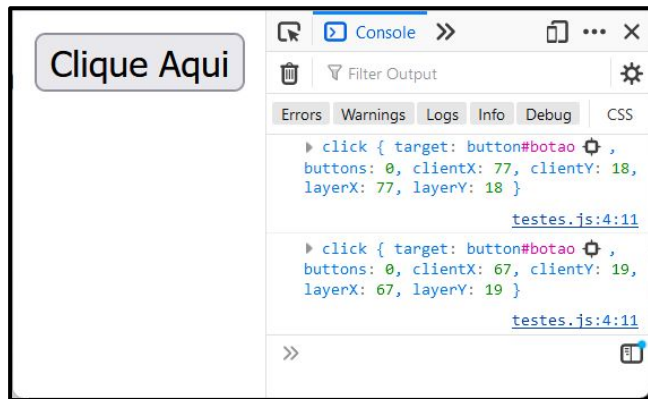 Clique Aqui
Console
Filter Output
Errors Warnings Logs Info Debug CSS
click { target: button#botao ,
buttons: 0, clientX: 77, clientY: 18,
layerX: 77, layerY: 18 }
testes.js:4:11
click { target: button#botao ,
buttons: 0, clientX: 67, clientY: 19,
layerX: 67, layerY: 19 }
testes.js:4:11